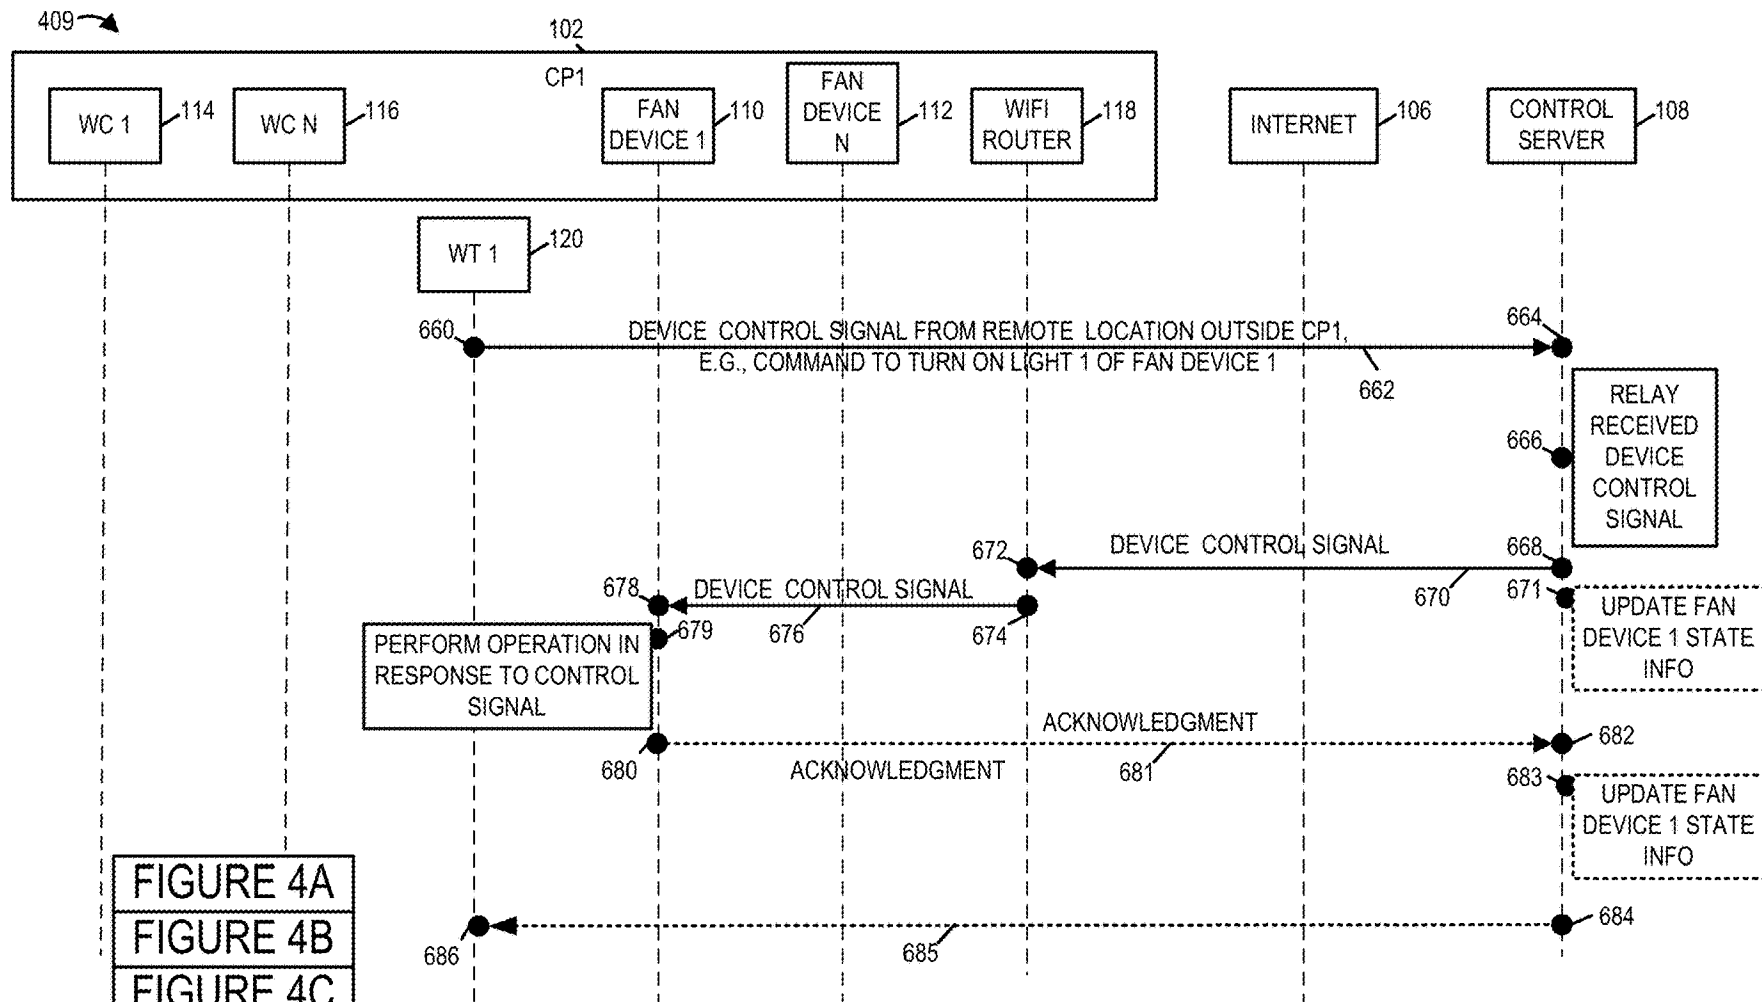 409
102
CP1
WC 1
114
WC N
116
FAN
DEVICE 1
110
FAN
DEVICE
N
112
WIFI
ROUTER
118
INTERNET
106
CONTROL
SERVER
108
WT 1
120
660
DEVICE CONTROL SIGNAL FROM REMOTE LOCATION OUTSIDE CP1,
E.G., COMMAND TO TURN ON LIGHT 1 OF FAN DEVICE 1
662
664
RELAY
RECEIVED
DEVICE
CONTROL
SIGNAL
666
672
DEVICE CONTROL SIGNAL
668
670
671
UPDATE FAN
DEVICE 1 STATE
INFO
678
DEVICE CONTROL SIGNAL
679
676
674
PERFORM OPERATION IN
RESPONSE TO CONTROL
SIGNAL
ACKNOWLEDGMENT
682
680
ACKNOWLEDGMENT
681
683
UPDATE FAN
DEVICE 1 STATE
INFO
684
686
685
FIGURE 4A
FIGURE 4B
FIGURE 4C